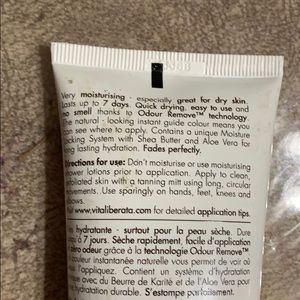 Very moisturising - especially great for dry skin.
Lasts up to 7 days. Quick drying, easy to use and
no smell thanks to Odour Remove™ technology.
The natural - looking instant guide colour means you
can see where to apply. Contains a unique Moisture
Locking System with Shea Butter and Aloe Vera for
long lasting hydration. Fades perfectly.
Directions for use: Don't moisturise or use moisturising
shower lotions prior to application. Apply to clean,
exfoliated skin with a tanning mitt using long, circular
movements. Use sparingly on hands, feet, knees and
elbows.
www.vitaliberata.com for detailed application tips.
hydratante - surtout pour la peau sèche. Dure
jusqu'à 7 jours. Sèche rapidement, facile d'application
zéro odeur grâce à la technologie Odour Remove™
couleur instantanée naturelle vous permet de voir où
vous l'appliquez. Contient un système d'hydratation
unique avec du Beurre de Karité et de l'Aloe Vera pour
hydratation durable. S'estompe